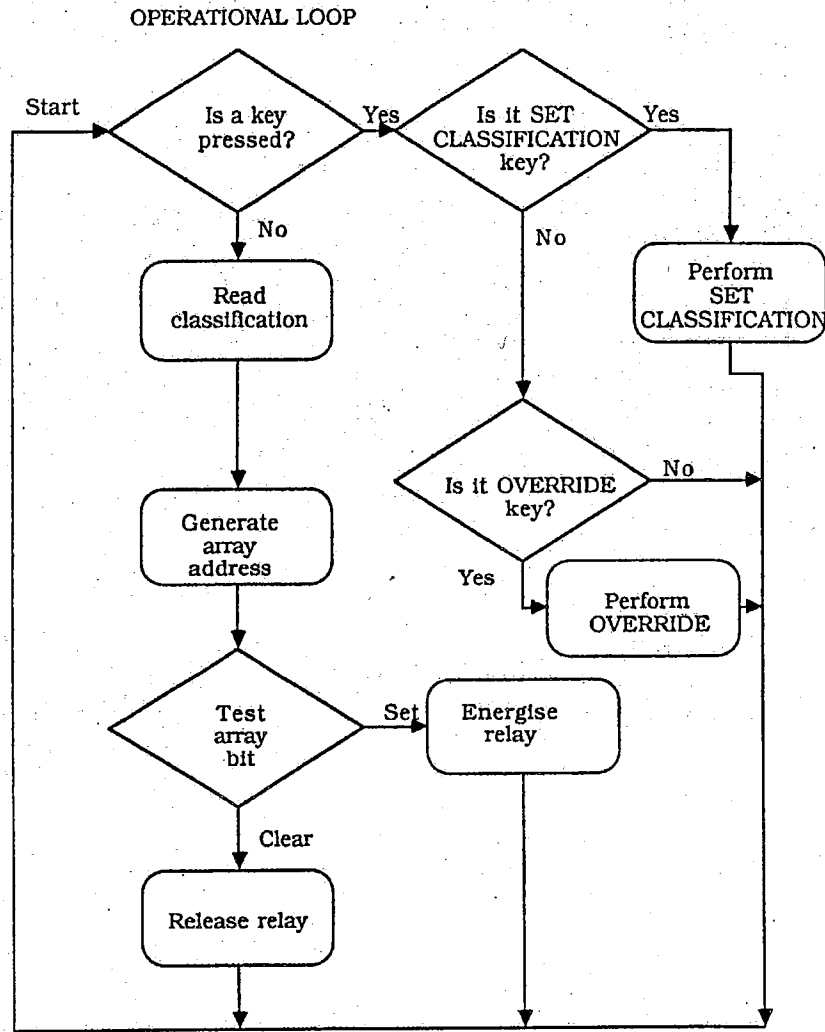 OPERATIONAL LOOP
Start
Is a key
pressed?
Yes
Is it SET
CLASSIFICATION
key?
Yes
No
Read
classification
No
Perform
SET
CLASSIFICATION
Generate
array
address
Is it OVERRIDE
key?
No
Yes
Perform
OVERRIDE
Test
array
bit
Set
Energise
relay
Clear
Release relay